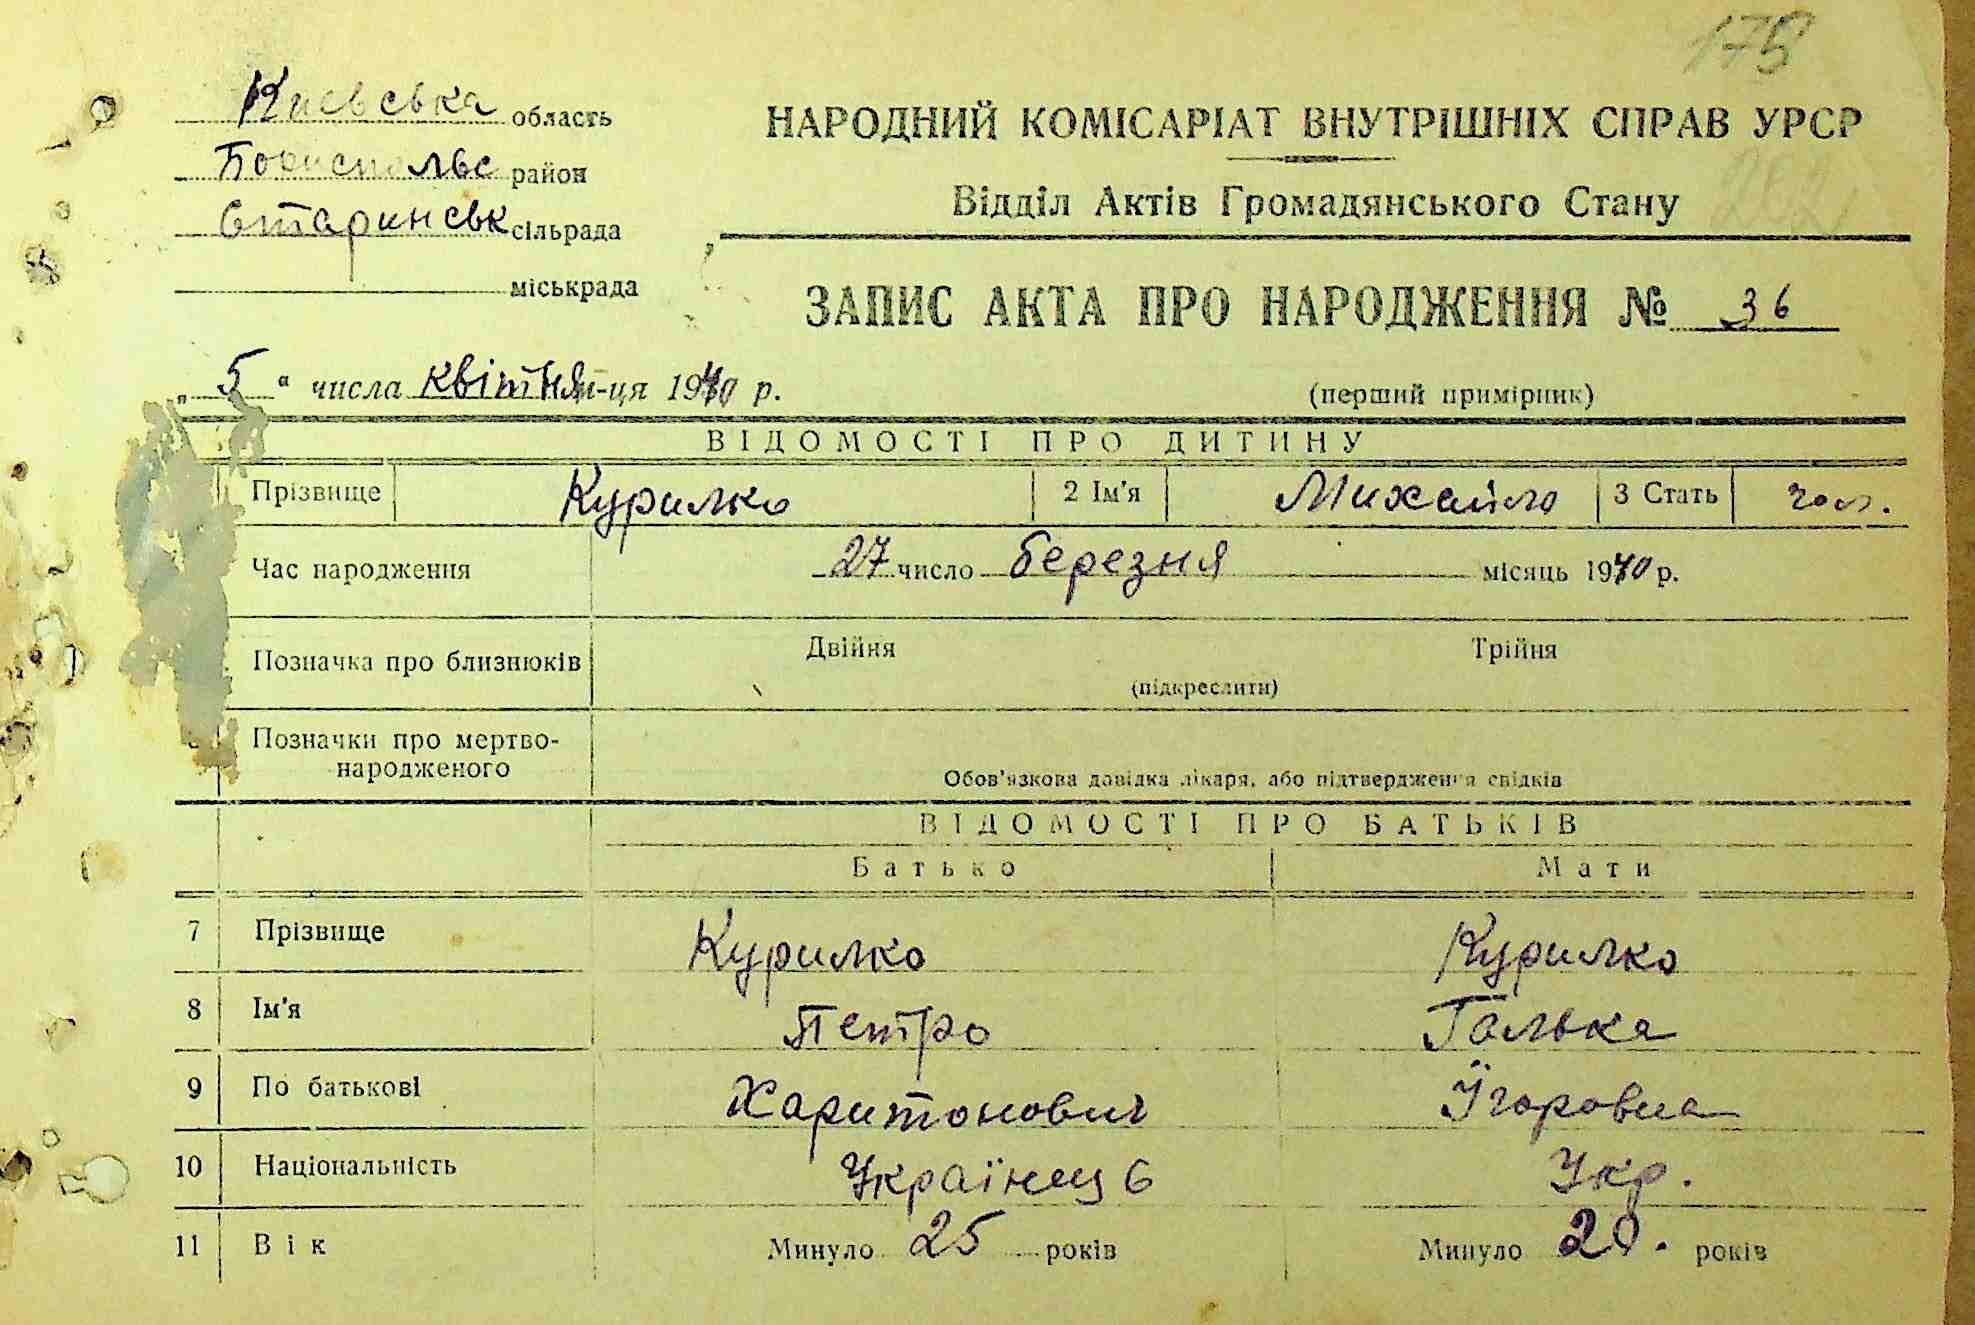 175
Киевська область
НАРОДНИЙ КОМІСАРІАТ ВНУТРІШНІХ СПРАВ УРСР
Бориспольс район
Відділ Актів Громадянського Стану
Старинськ сільрада
міськрада
ЗАПИС АКТА ПРО НАРОДЖЕННЯ № 36
„5“ числа квітня м-ця 1940 р.
(перший примірник)
ВІДОМОСТІ ПРО ДИТИНУ
Прізвище Курилко 2 Ім'я Михайло 3 Стать чол.
Час народження 27 число березня місяць 1940 р.
Позначка про близнюків Двійня Трійня
(підкреслити)
Позначки про мертво-
народженого
Обов'язкова довідка лікаря, або підтвердження свідків
ВІДОМОСТІ ПРО БАТЬКІВ
Батько Мати
7 Прізвище Курилко Курилко
8 Ім'я Петро Галька
9 По батькові Харитонович Їгоровна
10 Національність Українець Укр.
11 Вік Минуло 25 років Минуло 20. років